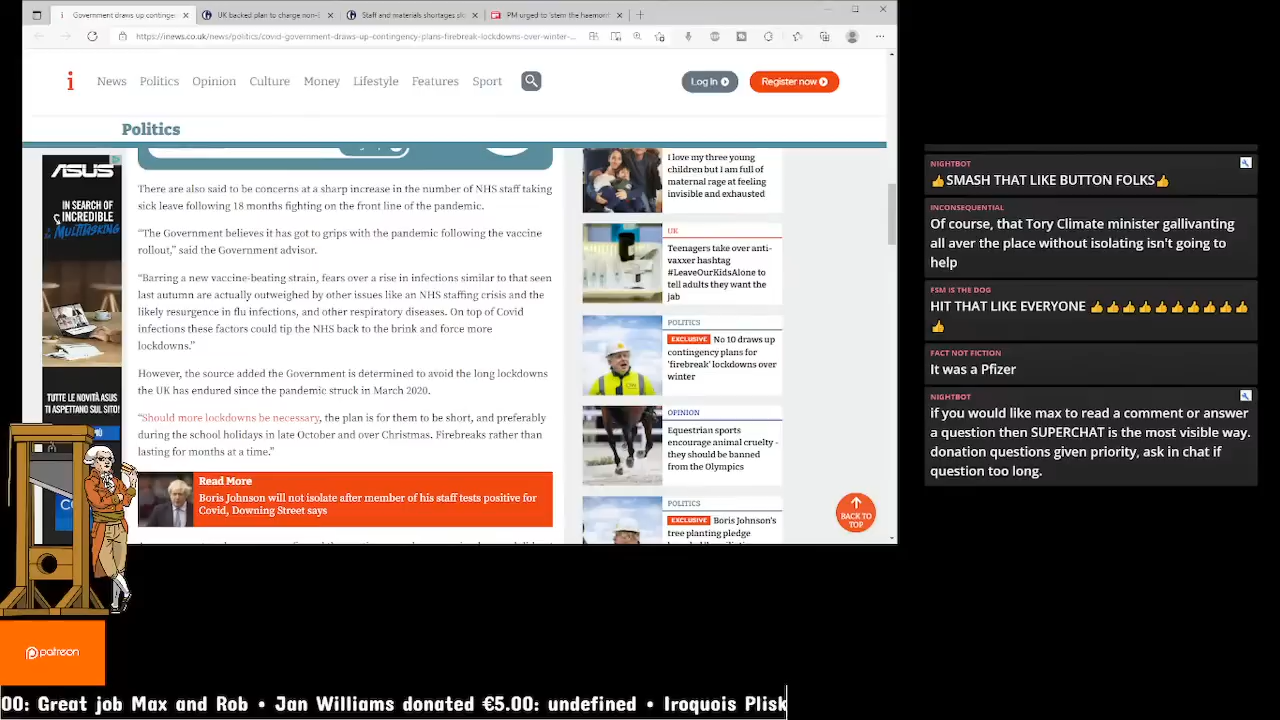 Government draws up continge
UK backed plan to charge non-E
Staff and materials shortages slo
PM urged to 'stem the haemorr
https://inews.co.uk/news/politics/covid-government-draws-up-contingency-plans-firebreak-lockdowns-over-winter-...
i
News
Politics
Opinion
Culture
Money
Lifestyle
Features
Sport
Log In
Register now
Politics
ASUS
IN SEARCH OF
INCREDIBLE
& MULTITASKING
TUTTE LE NOVITÀ ASUS
TI ASPETTANO SUL SITO!
There are also said to be concerns at a sharp increase in the number of NHS staff taking
sick leave following 18 months fighting on the front line of the pandemic.
“The Government believes it has got to grips with the pandemic following the vaccine
rollout,” said the Government advisor.
“Barring a new vaccine-beating strain, fears over a rise in infections similar to that seen
last autumn are actually outweighed by other issues like an NHS staffing crisis and the
likely resurgence in flu infections, and other respiratory diseases. On top of Covid
infections these factors could tip the NHS back to the brink and force more
lockdowns.”
However, the source added the Government is determined to avoid the long lockdowns
the UK has endured since the pandemic struck in March 2020.
“Should more lockdowns be necessary, the plan is for them to be short, and preferably
during the school holidays in late October and over Christmas. Firebreaks rather than
lasting for months at a time.”
Read More
Boris Johnson will not isolate after member of his staff tests positive for
Covid, Downing Street says
I love my three young
children but I am full of
maternal rage at feeling
invisible and exhausted
UK
Teenagers take over anti-
vaxxer hashtag
#LeaveOurKidsAlone to
tell adults they want the
jab
POLITICS
EXCLUSIVE No 10 draws up
contingency plans for
'firebreak' lockdowns over
winter
OPINION
Equestrian sports
encourage animal cruelty -
they should be banned
from the Olympics
POLITICS
EXCLUSIVE Boris Johnson's
tree planting pledge
BACK TO
TOP
NIGHTBOT
👍SMASH THAT LIKE BUTTON FOLKS👍
INCONSEQUENTIAL
Of course, that Tory Climate minister gallivanting
all over the place without isolating isn't going to
help
FSM IS THE DOG
HIT THAT LIKE EVERYONE 👍👍👍👍👍👍👍👍👍👍
👍
FACT NOT FICTION
It was a Pfizer
NIGHTBOT
if you would like max to read a comment or answer
a question then SUPERCHAT is the most visible way.
donation questions given priority, ask in chat if
question too long.
patreon
00: Great job Max and Rob • Jan Williams donated €5.00: undefined • Iroquois Plisk